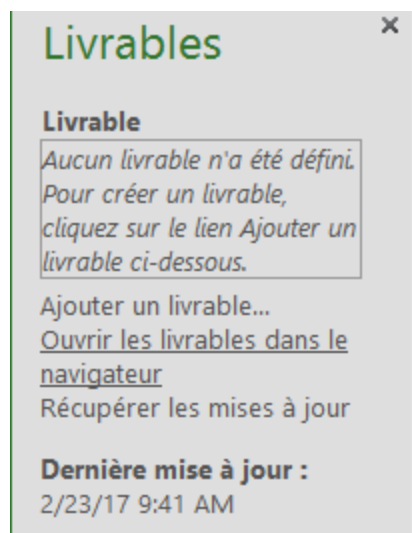 Livrables
Livrable
Aucun livrable n'a été défini.
Pour créer un livrable,
cliquez sur le lien Ajouter un
livrable ci-dessous.
Ajouter un livrable...
Ouvrir les livrables dans le
navigateur
Récupérer les mises à jour
Dernière mise à jour :
2/23/17 9:41 AM